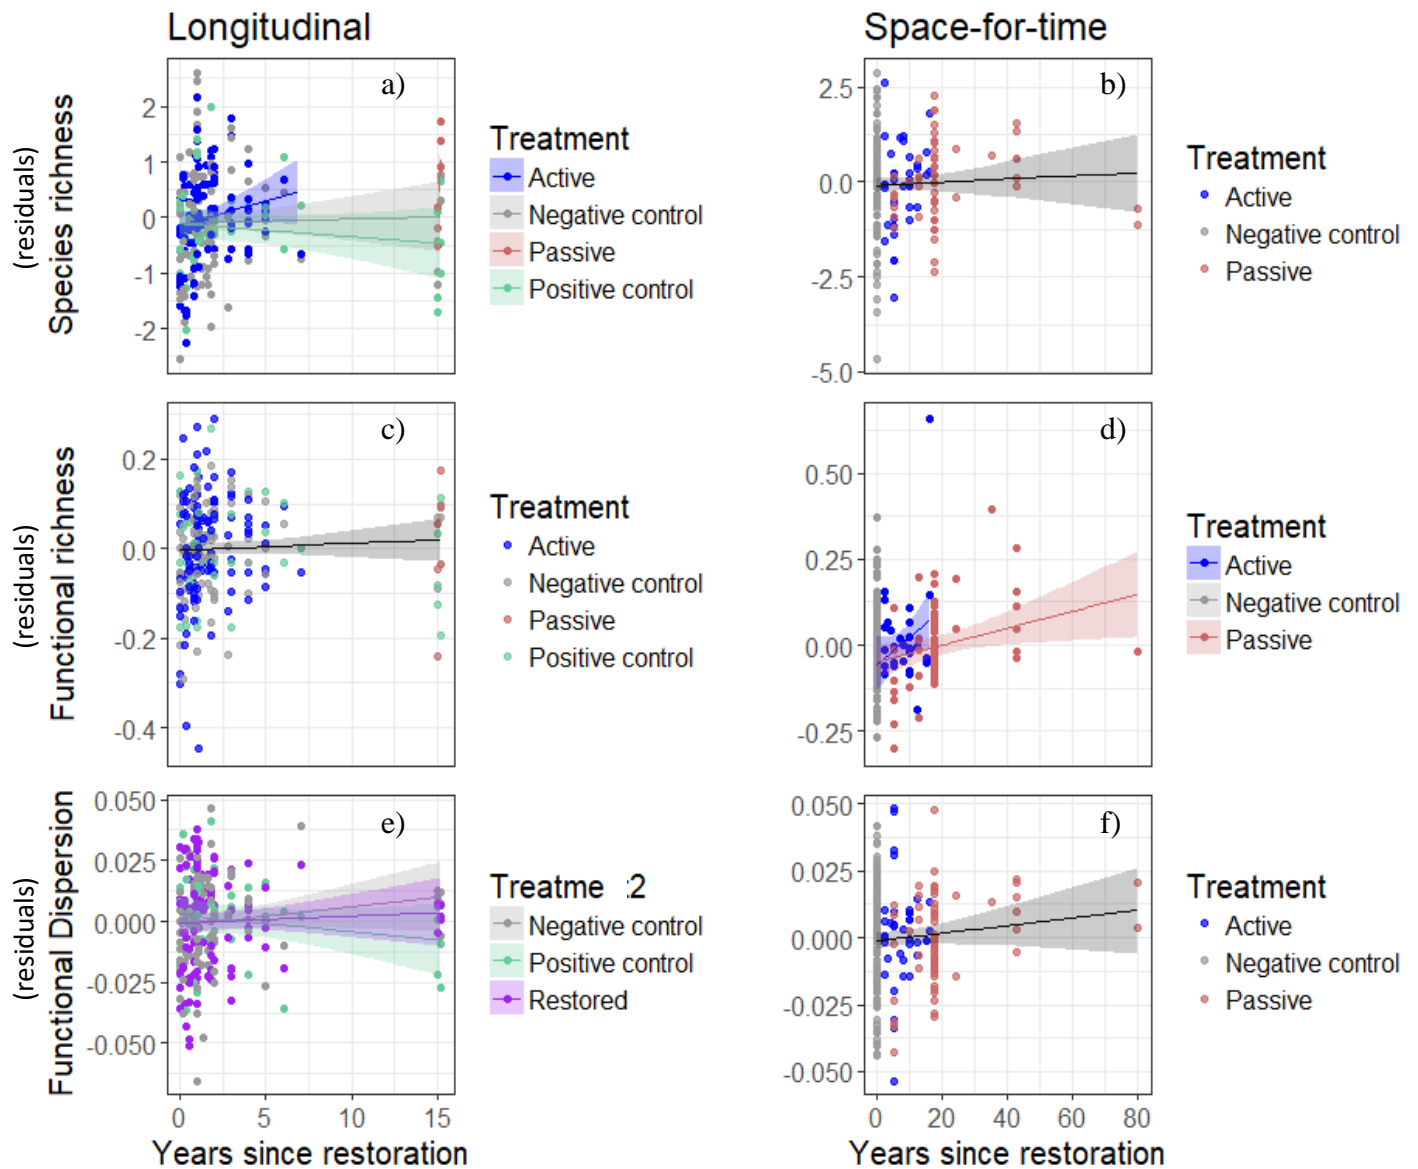 Longitudinal
Space-for-time
(residuals)
Species richness
2
1
0
-1
-2
a)
Treatment
Active
Negative control
Passive
Positive control
2.5
0.0
-2.5
-5.0
b)
Treatment
Active
Negative control
Passive
(residuals)
Functional richness
0.2
0.0
-0.2
-0.4
c)
Treatment
Active
Negative control
Passive
Positive control
0.50
0.25
0.00
-0.25
d)
Treatment
Active
Negative control
Passive
(residuals)
Functional Dispersion
0.050
0.025
0.000
-0.025
-0.050
e)
Treatme :2
Negative control
Positive control
Restored
0 5 10 15
Years since restoration
0.050
0.025
0.000
-0.025
-0.050
f)
Treatment
Active
Negative control
Passive
0 20 40 60 80
Years since restoration